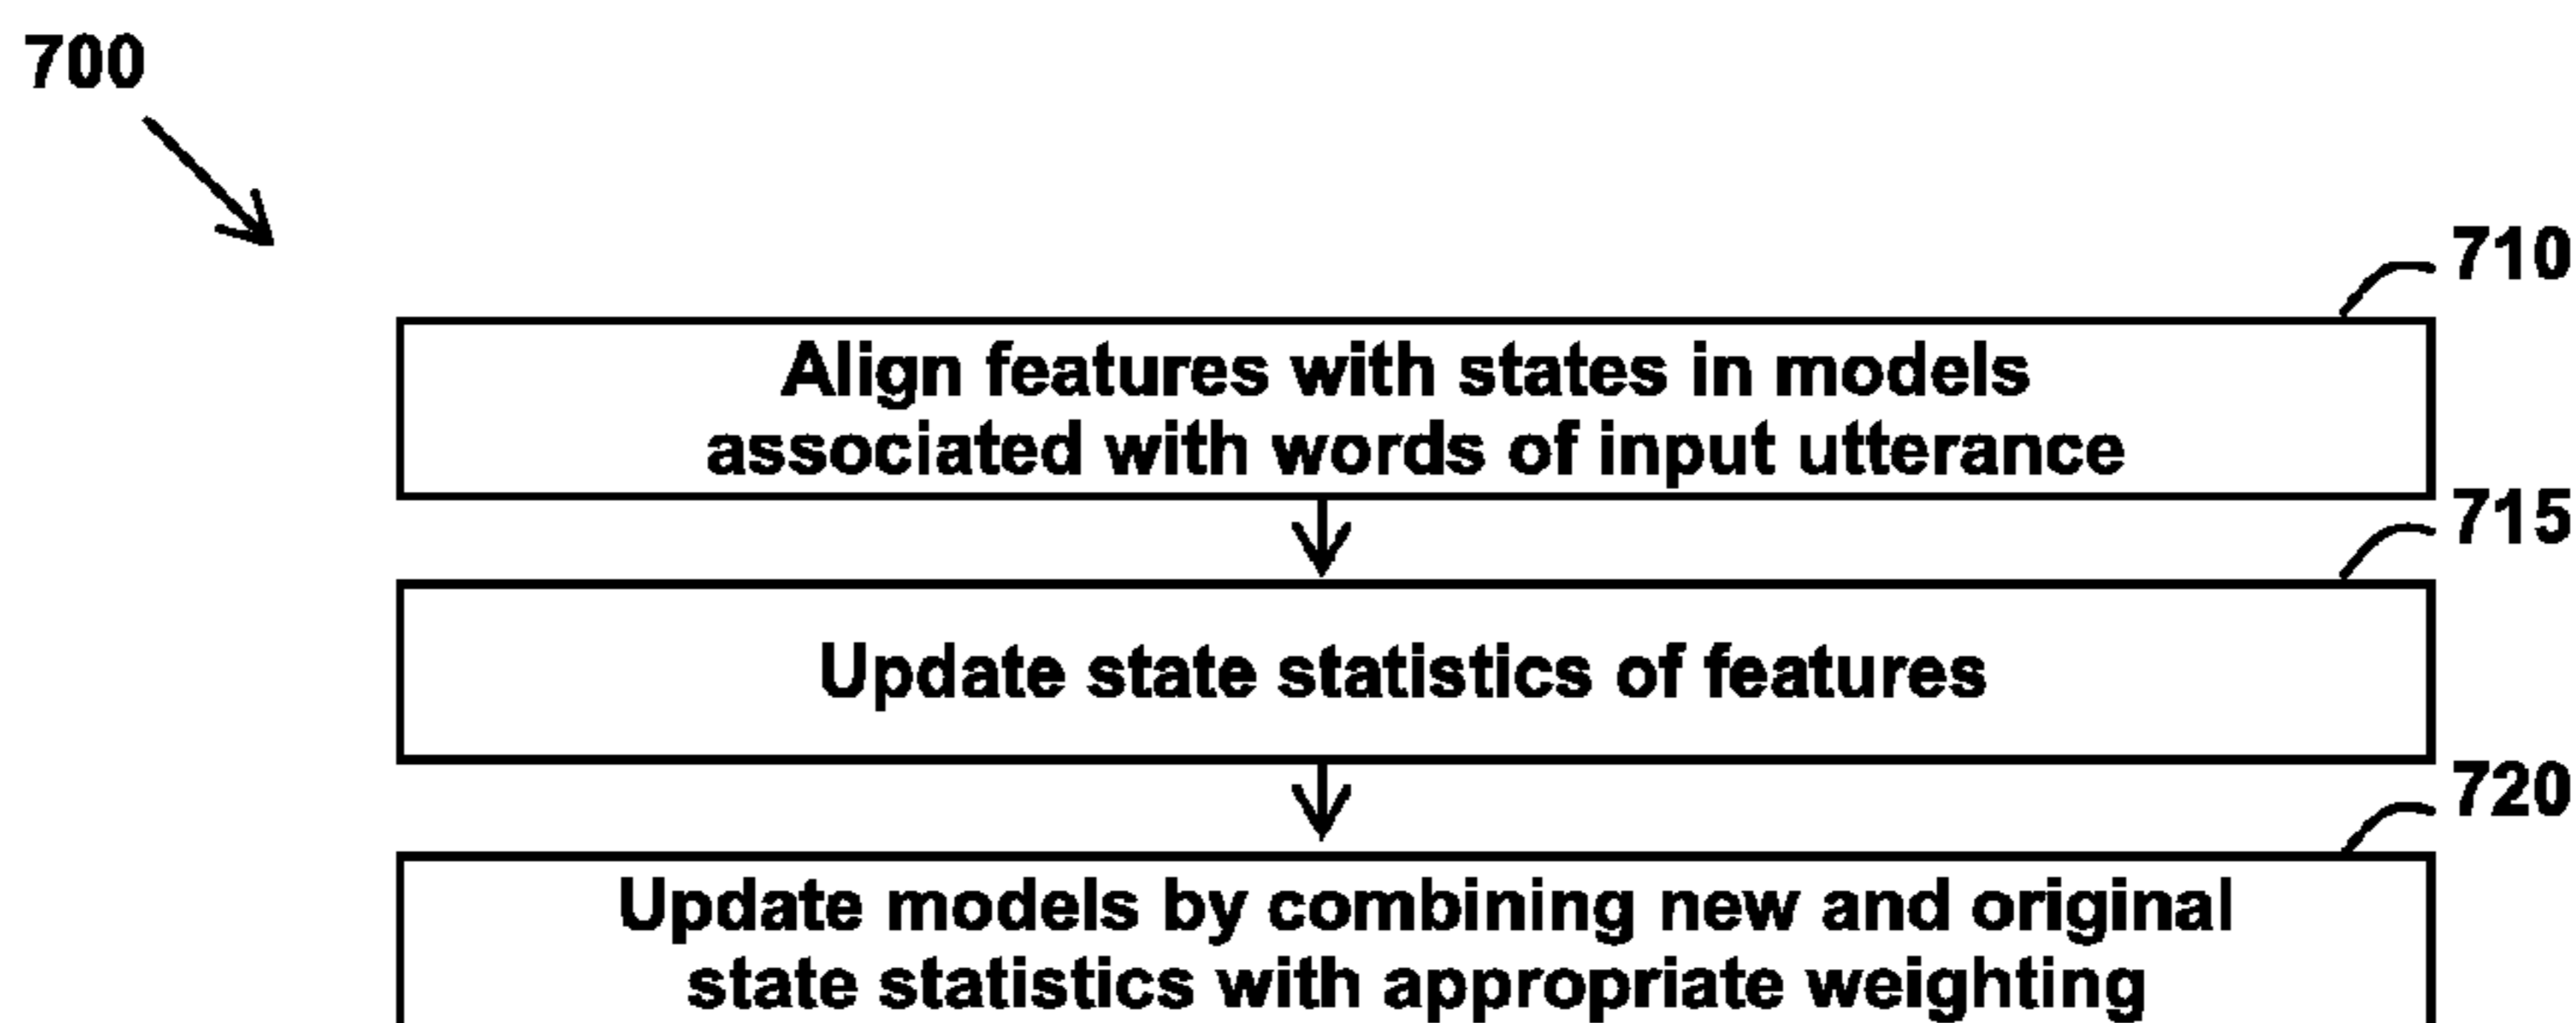 700
710
Align features with states in models
associated with words of input utterance
715
Update state statistics of features
720
Update models by combining new and original
state statistics with appropriate weighting